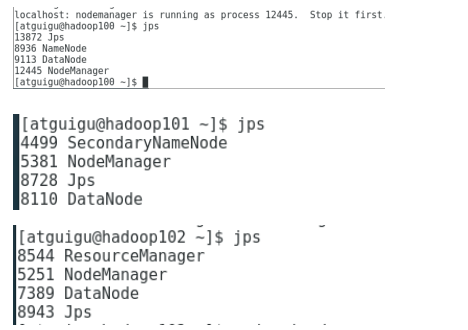 localhost: nodemanager is running as process 12445.  Stop it first.
[atguigu@hadoop100 ~]$ jps
13872 Jps
8936 NameNode
9113 DataNode
12445 NodeManager
[atguigu@hadoop100 ~]$
[atguigu@hadoop101 ~]$ jps
4499 SecondaryNameNode
5381 NodeManager
8728 Jps
8110 DataNode
[atguigu@hadoop102 ~]$ jps
8544 ResourceManager
5251 NodeManager
7389 DataNode
8943 Jps